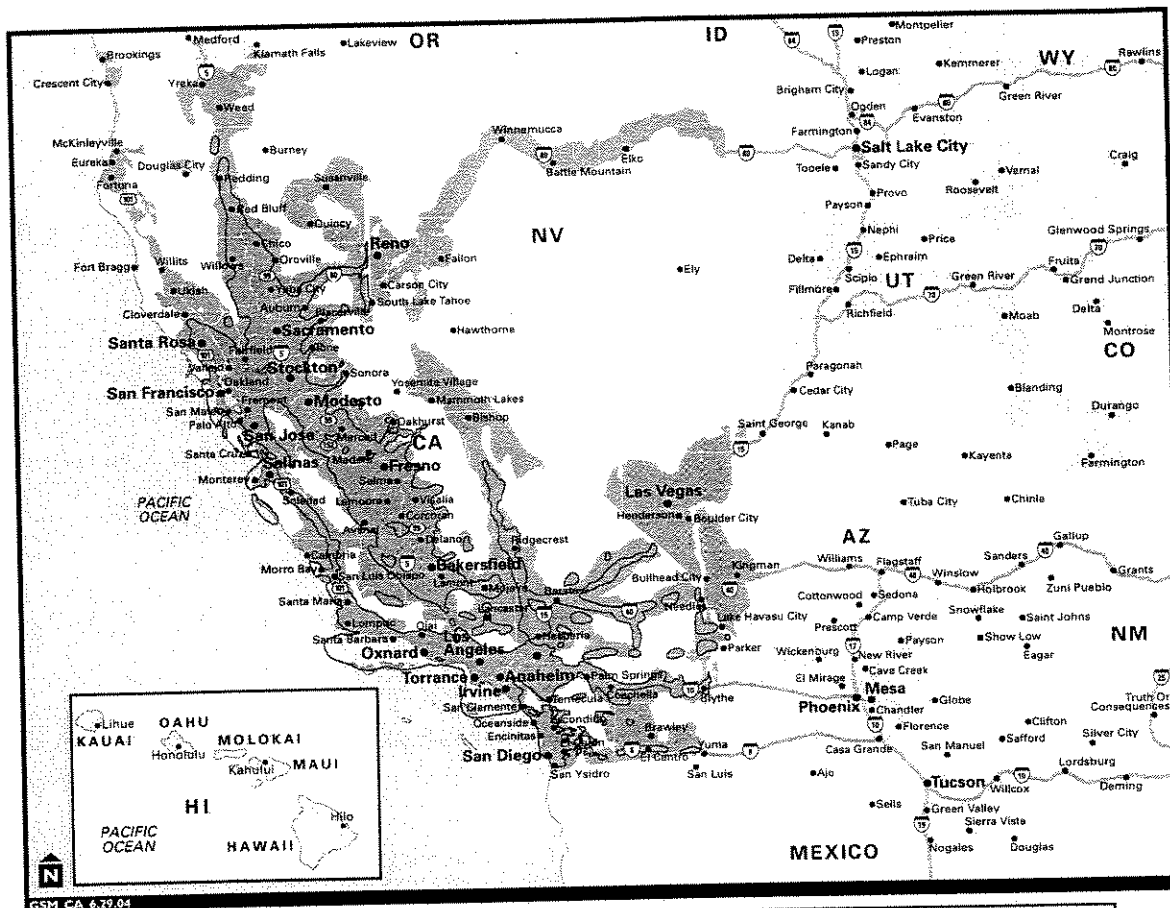 Medford
Klamath Falls
Lakeview
OR
ID
Montpelier
Brookings
Preston
Crescent City
Yreka
Logan
Kemmerer
WY
Rawlins
Weed
Brigham City
Ogden
Green River
Evanston
McKinleyville
Eureka
Fortuna
Douglas City
Burney
Winnemucca
Battle Mountain
Elko
Farmington
Salt Lake City
Tooele
Sandy City
Craig
Vernal
Roosevelt
Redding
Susanville
Provo
Payson
Red Bluff
Quincy
Chico
Reno
NV
Nephi
Price
Glenwood Springs
Fort Bragg
Willits
Willows
Oroville
Fallon
Ely
Delta
Ephraim
Scipio
Green River
Fruita
Grand Junction
Ukiah
Yuba City
Carson City
South Lake Tahoe
Fillmore
UT
Richfield
Moab
Delta
Montrose
Cloverdale
Auburn
Placerville
Sacramento
Hawthorne
CO
Santa Rosa
Fairfield
Ione
Vallejo
Stockton
Sonora
Yosemite Village
Paragonah
Cedar City
Blanding
Durango
San Francisco
Oakland
Fremont
Modesto
Mammoth Lakes
San Mateo
Palo Alto
San Jose
Merced
Oakhurst
Bishop
Saint George
Kanab
Page
Kayenta
Farmington
Santa Cruz
Salinas
Madera
CA
Fresno
Monterey
Soledad
Selma
Lemoore
Visalia
Las Vegas
Henderson
Boulder City
Tuba City
Chinle
PACIFIC
OCEAN
Avenal
Corcoran
Delano
Ridgecrest
AZ
Gallup
Cambria
Morro Bay
San Luis Obispo
Bakersfield
Lamont
Mojave
Barstow
Bullhead City
Kingman
Williams
Flagstaff
Winslow
Sanders
Holbrook
Zuni Pueblo
Grants
Santa Maria
Lancaster
Needles
Lake Havasu City
Cottonwood
Sedona
Prescott
Camp Verde
Snowflake
Saint Johns
Lompoc
Ojai
Santa Barbara
Los
Angeles
Hesperia
Parker
Wickenburg
Payson
Show Low
Eagar
NM
Oxnard
New River
Cave Creek
Torrance
Anaheim
Palm Springs
Irvine
Coachella
Blythe
El Mirage
Mesa
Phoenix
Chandler
Globe
Truth Or
Consequences
San Clemente
Temecula
Oceanside
Escondido
Encinitas
Brawley
Florence
Clifton
Safford
Silver City
San Diego
San Ysidro
El Centro
Yuma
San Luis
Casa Grande
San Manuel
Ajo
Tucson
Willcox
Lordsburg
Deming
Sells
Green Valley
Sierra Vista
Nogales
Douglas
MEXICO
Lihue
KAUAI
OAHU
Honolulu
MOLOKAI
Kahului
MAUI
HI
Hilo
HAWAII
PACIFIC
OCEAN
N
GSM CA 6.29.04